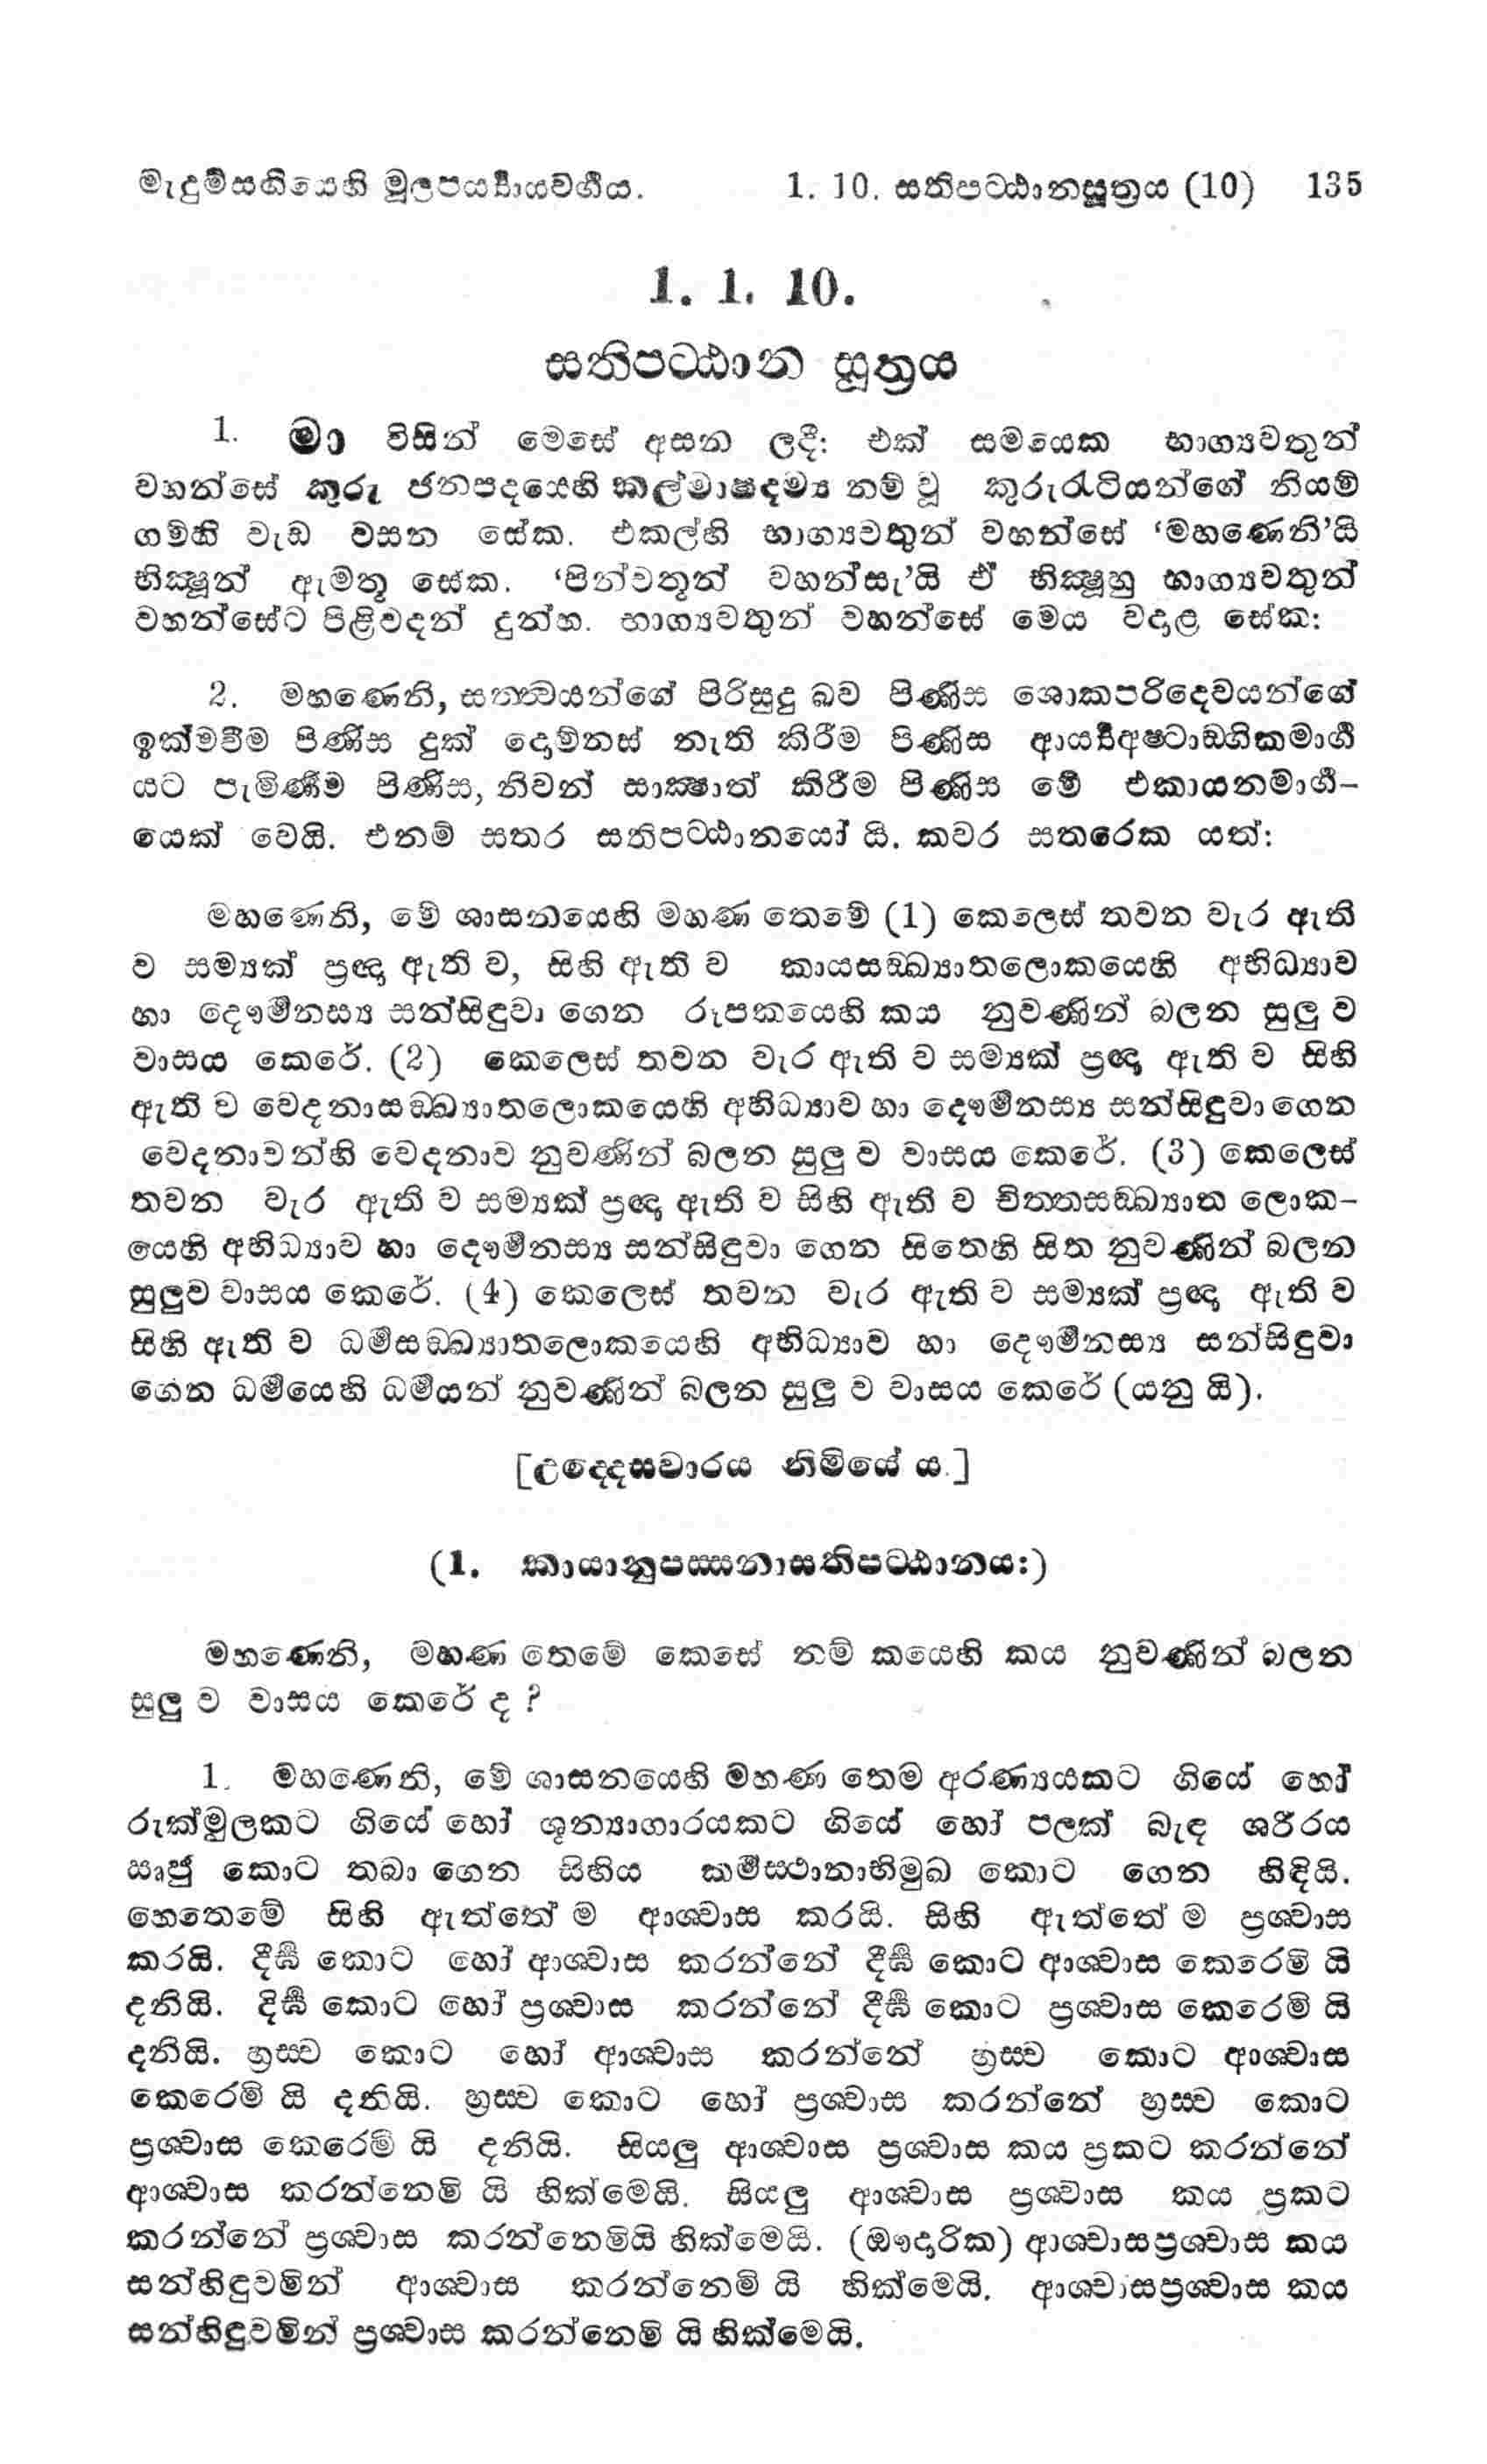 මැදුම්සඟියෙහි මූලපර්‍ය්‍යායවර්‍ගය. 1. 10. සතිපට්ඨානසූත්‍රය (10) 135
1. 1. 10.
සතිපට්ඨාන සූත්‍රය
1. මා විසින් මෙසේ අසන ලදී: එක් සමයෙක භාග්‍යවතුන්
වහන්සේ කුරු ජනපදයෙහි කල්මාෂදම්‍ය නම් වූ කුරුරැටියන්ගේ නියම්
ගම්හි වැඩ වසන සේක. එකල්හි භාග්‍යවතුන් වහන්සේ ‘මහණෙනි’යි
භික්‍ෂූන් ඇමතූ සේක. ‘පින්වතූන් වහන්සැ’යි ඒ භික්‍ෂූහු භාග්‍යවතුන්
වහන්සේට පිළිවදන් දුන්හ. භාග්‍යවතුන් වහන්සේ මෙය වදාළ සේක:
2. මහණෙනි, සත්ත්‍වයන්ගේ පිරිසුදු බව පිණිස ශොකපරිදෙවයන්ගේ
ඉක්මවීම පිණිස දුක් දොම්නස් නැති කිරීම පිණිස ආර්‍ය්‍යඅෂ්ටාඞ්ගිකමාර්‍ග
යට පැමිණීම පිණිස, නිවන් සාක්‍ෂාත් කිරීම පිණිස මේ එකායනමාර්‍ග-
යෙක් වෙයි. එනම් සතර සතිපට්ඨානයෝ යි. කවර සතරෙක යත්:
මහණෙනි, මේ ශාසනයෙහි මහණ තෙමේ (1) කෙලෙස් තවන වැර ඇති
ව සම්‍යක් ප්‍රඥා ඇති ව, සිහි ඇති ව කායසඞ්ඛ්‍යාතලොකයෙහි අභිධ්‍යාව
හා දෞර්‍මනස්‍ය සන්සිඳුවා ගෙන රූපකයෙහි කය නුවණින් බලන සුලු ව
වාසය කෙරේ. (2) කෙලෙස් තවන වැර ඇති ව සම්‍යක් ප්‍රඥා ඇති ව සිහි
ඇති ව වෙදනාසඞ්ඛ්‍යාතලොකයෙහි අභිධ්‍යාව හා දෞර්‍මනස්‍ය සන්සිඳුවා ගෙන
වෙදනාවන්හි වෙදනාව නුවණින් බලන සුලු ව වාසය කෙරේ. (3) කෙලෙස්
තවන වැර ඇති ව සම්‍යක් ප්‍රඥා ඇති ව සිහි ඇති ව චිත්තසඞ්ඛ්‍යාත ලොක-
යෙහි අභිධ්‍යාව හා දෞර්‍මනස්‍ය සන්සිඳුවා ගෙන සිතෙහි සිත නුවණින් බලන
සුලුව වාසය කෙරේ. (4) කෙලෙස් තවන වැර ඇති ව සම්‍යක් ප්‍රඥා ඇති ව
සිහි ඇති ව ධර්‍මසඞ්ඛ්‍යාතලොකයෙහි අභිධ්‍යාව හා දෞර්‍මනස්‍ය සන්සිඳුවා
ගෙන ධර්‍මයෙහි ධර්‍මයන් නුවණින් බලන සුලු ව වාසය කෙරේ (යනු යි).
[උද්දෙසවාරය නිමියේ ය.]
(1. කායානුපස්සනාසතිපට්ඨානය:)
මහණෙනි, මහණ තෙමේ කෙසේ නම් කයෙහි කය නුවණින් බලන
සුලු ව වාසය කෙරේ ද ?
1. මහණෙනි, මේ ශාසනයෙහි මහණ තෙම අරණ්‍යයකට ගියේ හෝ
රුක්මුලකට ගියේ හෝ ශුන්‍යාගාරයකට ගියේ හෝ පලක් බැඳ ශරීරය
ඍජු කොට තබා ගෙන සිහිය කර්‍මස්ථානාභිමුඛ කොට ගෙන හිඳියි.
හෙතෙමේ සිහි ඇත්තේ ම ආශ්වාස කරයි. සිහි ඇත්තේ ම ප්‍රශ්වාස
කරයි. දීර්‍ඝ කොට හෝ ආශ්වාස කරන්නේ දීර්‍ඝ කොට ආශ්වාස කෙරෙමි යි
දනියි. දිර්‍ඝ කොට හෝ ප්‍රශ්වාස කරන්නේ දීර්‍ඝ කොට ප්‍රශ්වාස කෙරෙමි යි
දනියි. හ්‍රස්ව කොට හෝ ආශ්වාස කරන්නේ හ්‍රස්ව කොට ආශ්වාස
කෙරෙමි යි දනියි. හ්‍රස්ව කොට හෝ ප්‍රශ්වාස කරන්නේ හ්‍රස්ව කොට
ප්‍රශ්වාස කෙරෙමි යි දනියි. සියලු ආශ්වාස ප්‍රශ්වාස කය ප්‍රකට කරන්නේ
ආශ්වාස කරන්නෙමි යි හික්මෙයි. සියලු ආශ්වාස ප්‍රශ්වාස කය ප්‍රකට
කරන්නේ ප්‍රශ්වාස කරන්නෙමියි හික්මෙයි. (ඖදාරික) ආශ්වාසප්‍රශ්වාස කය
සන්හිඳුවමින් ආශ්වාස කරන්නෙමි යි හික්මෙයි. ආශ්වාසප්‍රශ්වාස කය
සන්හිඳුවමින් ප්‍රශ්වාස කරන්නෙමි යි හික්මෙයි.